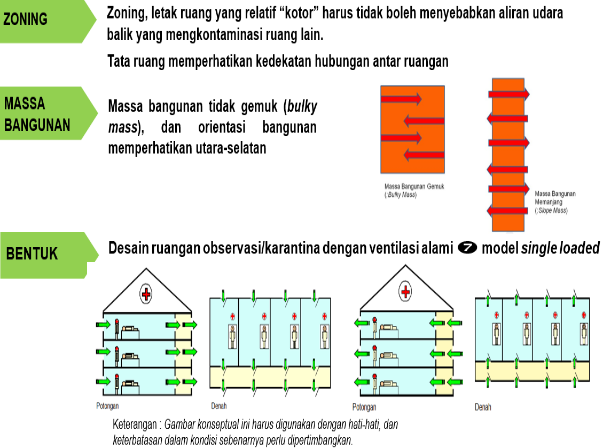 ZONING
Zoning, letak ruang yang relatif “kotor” harus tidak boleh menyebabkan aliran udara
balik yang mengkontaminasi ruang lain.
Tata ruang memperhatikan kedekatan hubungan antar ruangan
MASSA
BANGUNAN
Massa bangunan tidak gemuk (bulky
mass), dan orientasi bangunan
memperhatikan utara-selatan
Massa Bangunan Gemuk
(:Bulky Mass)
Massa Bangunan
Memanjang
(:Slope Mass)
BENTUK
Desain ruangan observasi/karantina dengan ventilasi alami ❼ model single loaded
Potongan
Denah
Potongan
Denah
Keterangan : Gambar konseptual ini harus digunakan dengan hati-hati, dan
keterbatasan dalam kondisi sebenarnya perlu dipertimbangkan.